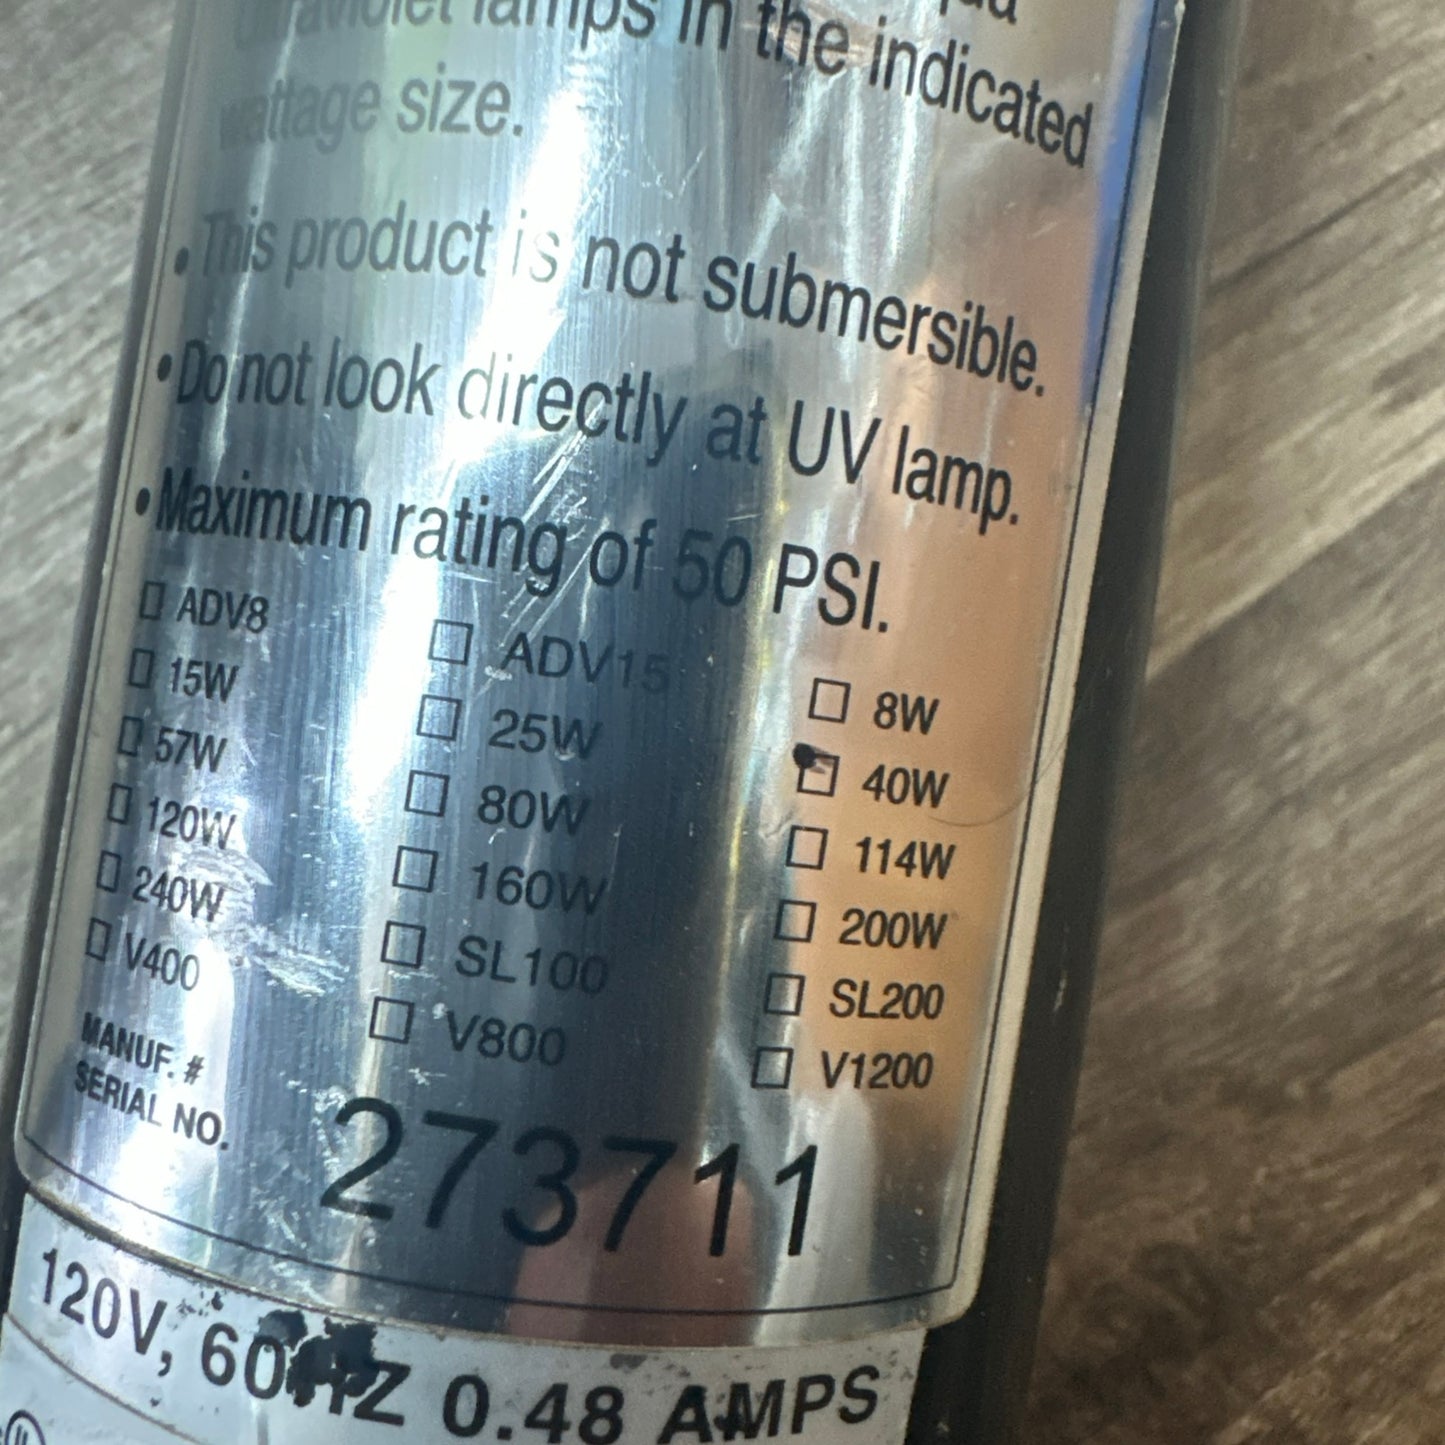 lamps in the indicated
wattage size.
• This product is not submersible.
• Do not look directly at UV lamp.
• Maximum rating of 50 PSI.
ADV8 ADV15 8W
15W 25W 40W
57W 80W 114W
120W 160W 200W
240W SL100 SL200
V400 V800 V1200
MANUF. #
SERIAL NO. 273711
120V, 60HZ 0.48 AMPS